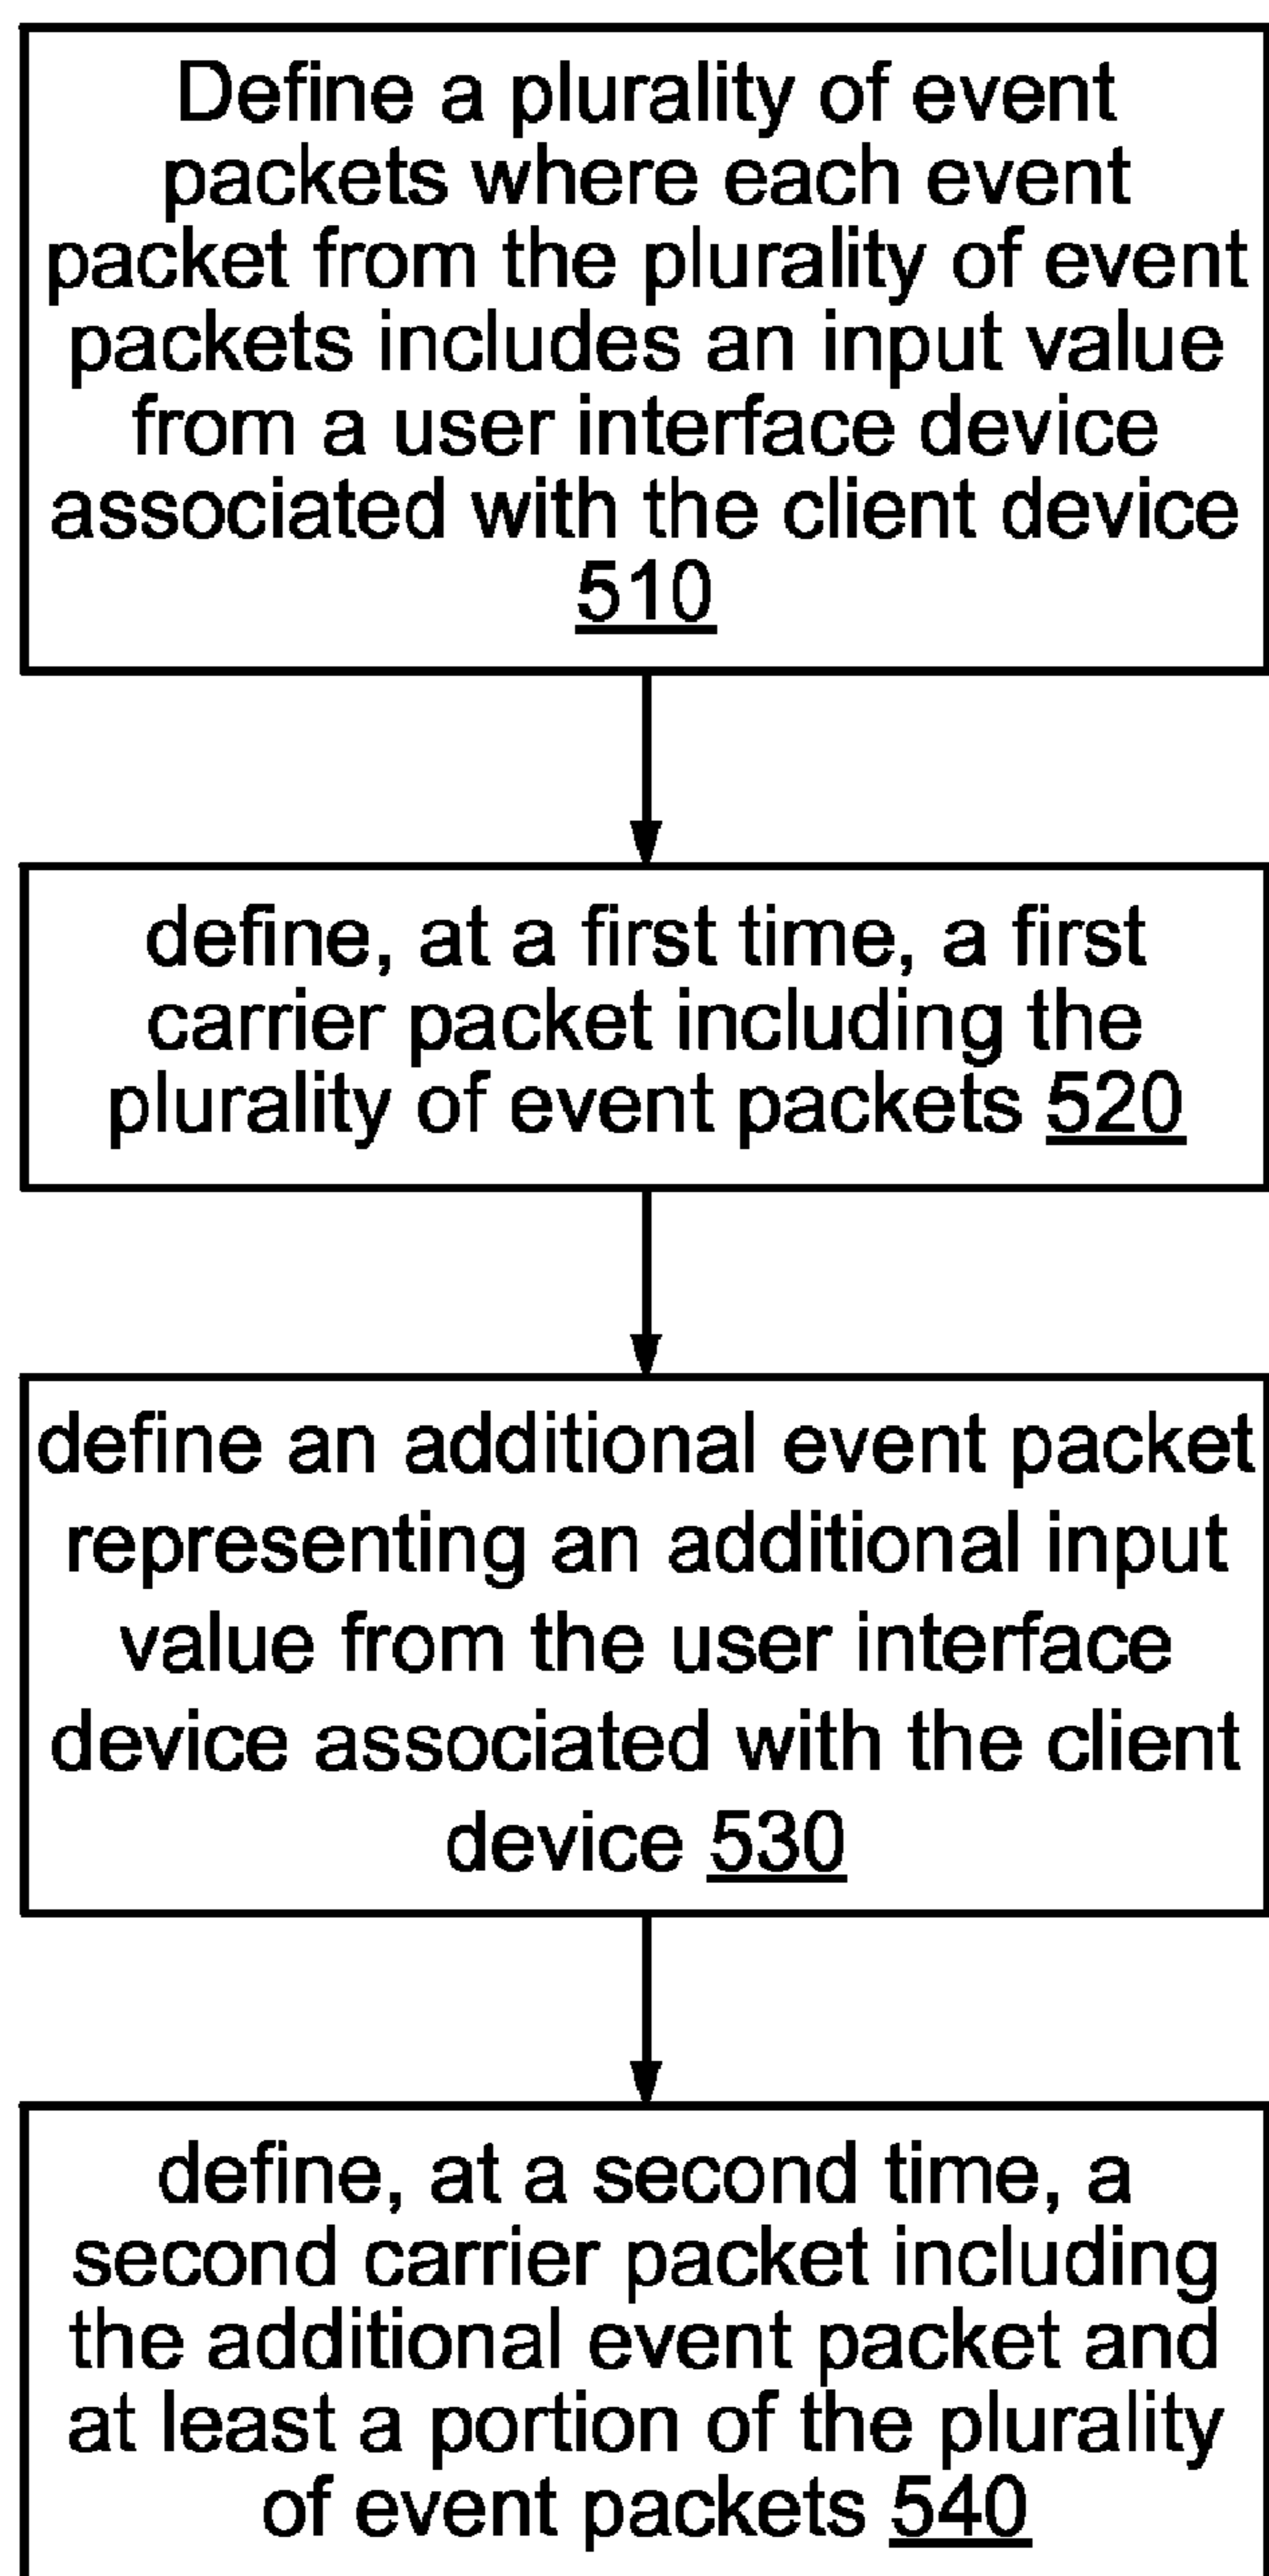 Define a plurality of event
packets where each event
packet from the plurality of event
packets includes an input value
from a user interface device
associated with the client device
510
define, at a first time, a first
carrier packet including the
plurality of event packets 520
define an additional event packet
representing an additional input
value from the user interface
device associated with the client
device 530
define, at a second time, a
second carrier packet including
the additional event packet and
at least a portion of the plurality
of event packets 540